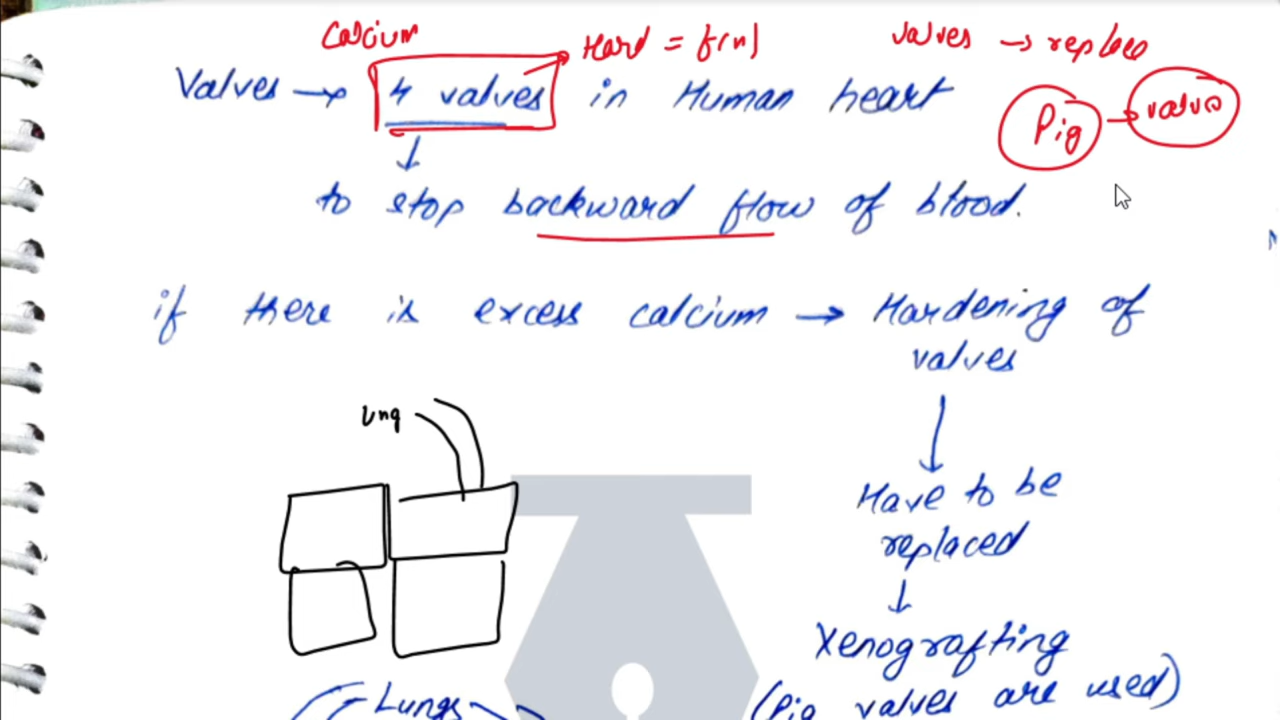 Calcium
Hard = f(n)
valves → replace
Valves → 4 valves in Human heart
Pig → valve
to stop backward flow of blood.
if there is excess calcium → Hardening of
valves
Lung
Have to be
replaced
Xenografting
Lungs
(Pig valves are used)